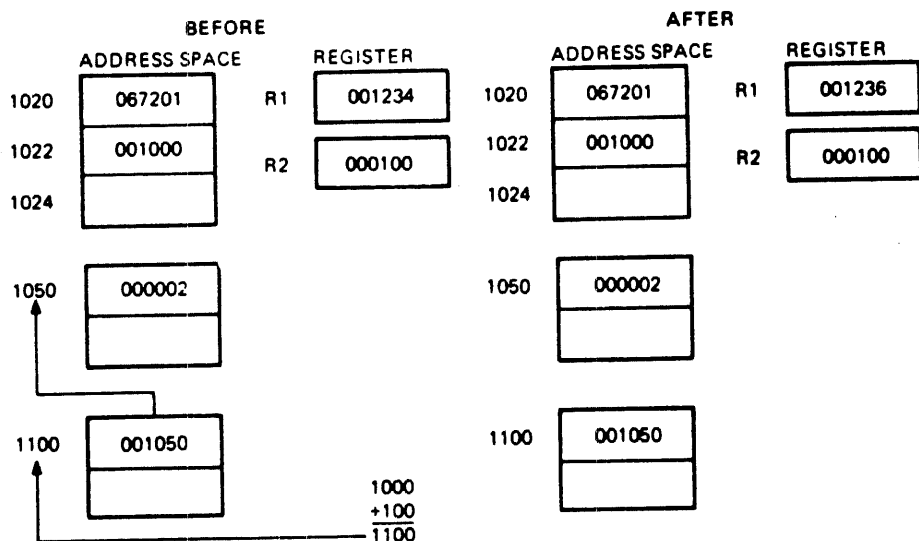 BEFORE
ADDRESS SPACE
REGISTER
1020
067201
R1
001234
1022
001000
R2
000100
1024
1050
000002
1100
001050
1000
+100
1100
AFTER
ADDRESS SPACE
REGISTER
1020
067201
R1
001236
1022
001000
R2
000100
1024
1050
000002
1100
001050